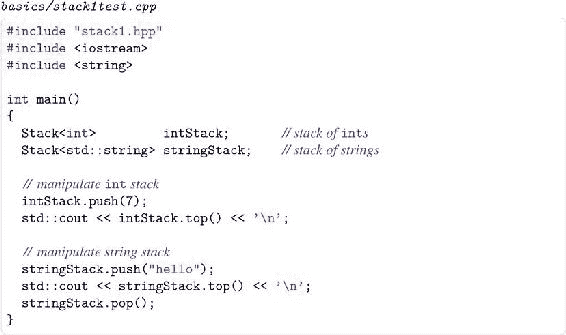 basics/stack1test.cpp
#include "stack1.hpp"
#include <iostream>
#include <string>
int main()
{
Stack<int> intStack; // stack of ints
Stack<std::string> stringStack; // stack of strings
// manipulate int stack
intStack.push(7);
std::cout << intStack.top() << ’\n’;
// manipulate string stack
stringStack.push("hello");
std::cout << stringStack.top() << ’\n’;
stringStack.pop();
}